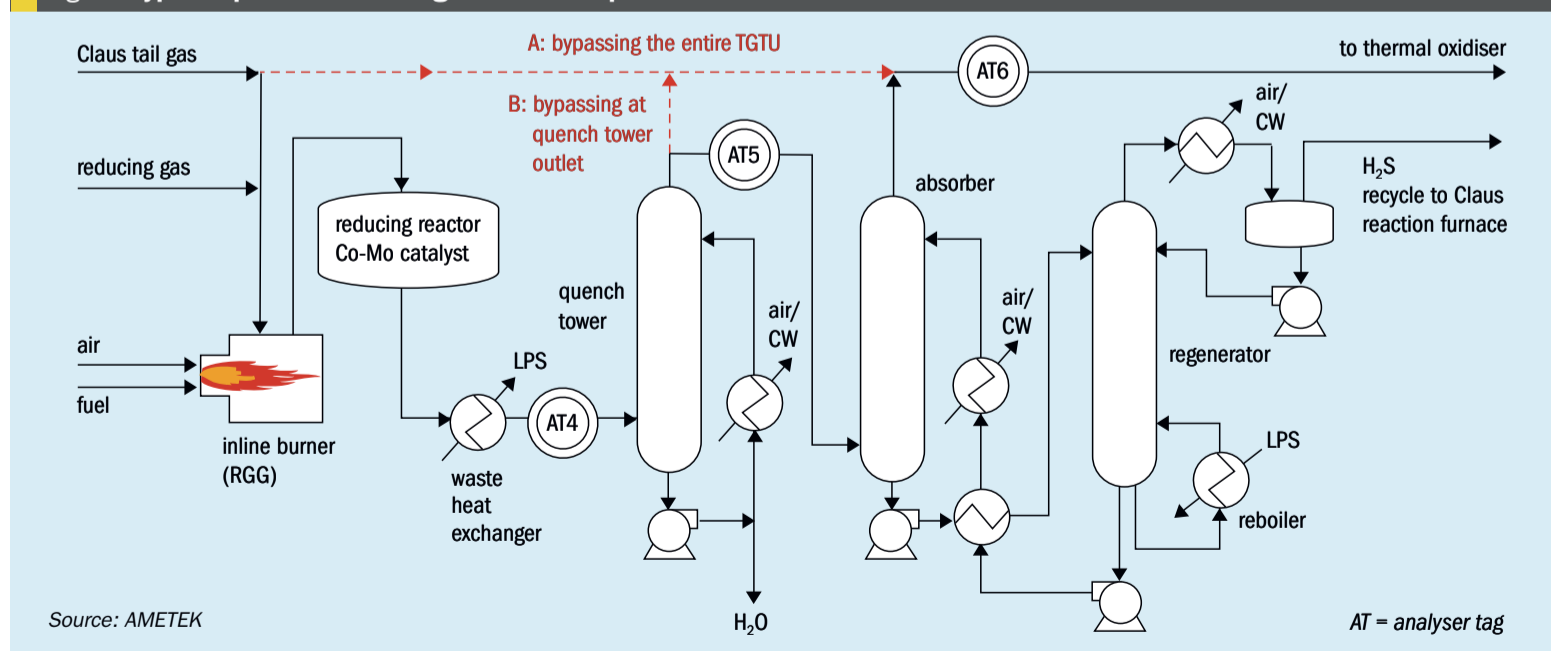 Claus tail gas
A: bypassing the entire TGTU
AT6
to thermal oxidiser
B: bypassing at
quench tower
outlet
AT5
air/
CW
reducing gas
absorber
H₂S
recycle to Claus
reaction furnace
reducing reactor
Co-Mo catalyst
quench
tower
air/
CW
air/
CW
air
fuel
LPS
AT4
regenerator
inline burner
(RGG)
waste
heat
exchanger
LPS
reboiler
Source: AMETEK
H₂O
AT = analyser tag